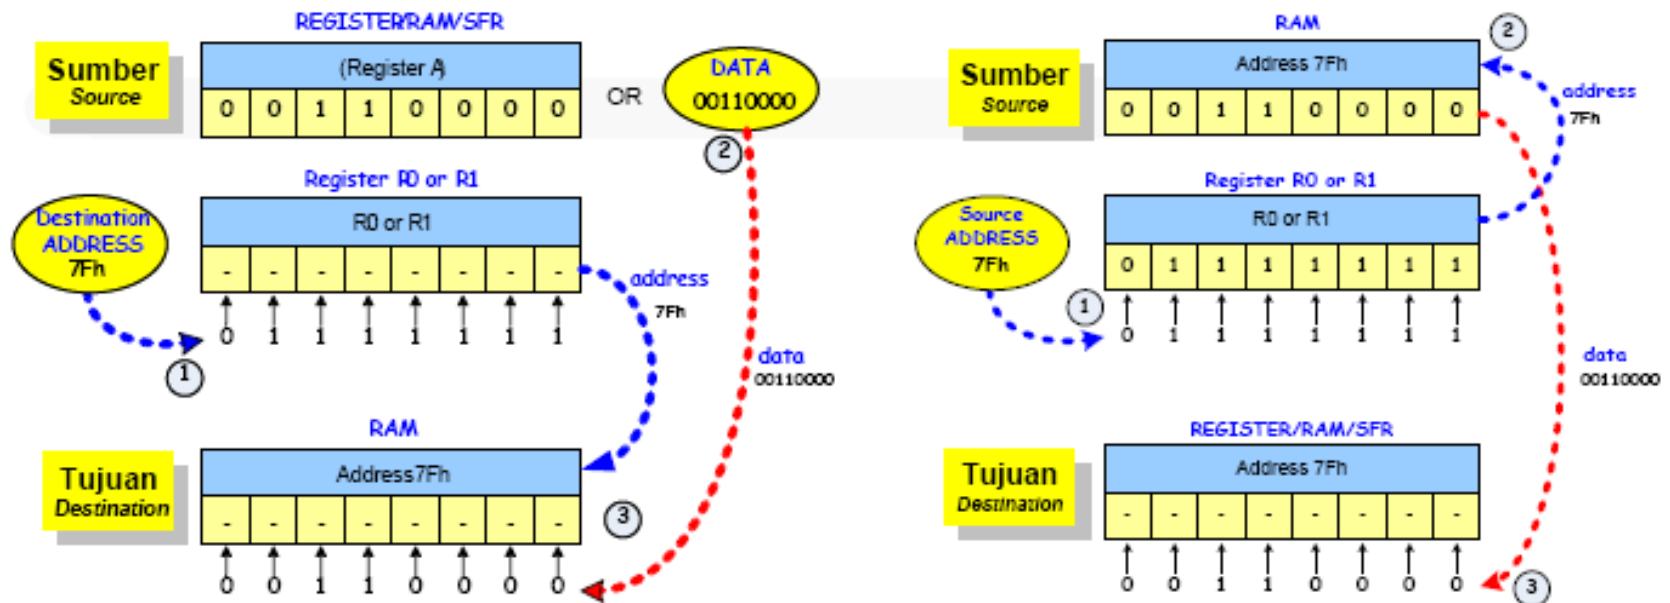 REGISTER/RAM/SFR
Sumber
Source
(Register A)
0 0 1 1 0 0 0 0
OR
DATA
00110000
2
Register R0 or R1
Destination
ADDRESS
7Fh
R0 or R1
- - - - - - - -
0 1 1 1 1 1 1 1
1
address
7Fh
data
00110000
RAM
Tujuan
Destination
Address7Fh
- - - - - - - -
3
0 0 1 1 0 0 0 0
RAM
2
Sumber
Source
Address 7Fh
0 0 1 1 0 0 0 0
address
7Fh
Register R0 or R1
Source
ADDRESS
7Fh
R0 or R1
0 1 1 1 1 1 1 1
1
0 1 1 1 1 1 1 1
data
00110000
REGISTER/RAM/SFR
Tujuan
Destination
Address 7Fh
- - - - - - - -
0 0 1 1 0 0 0 0
3